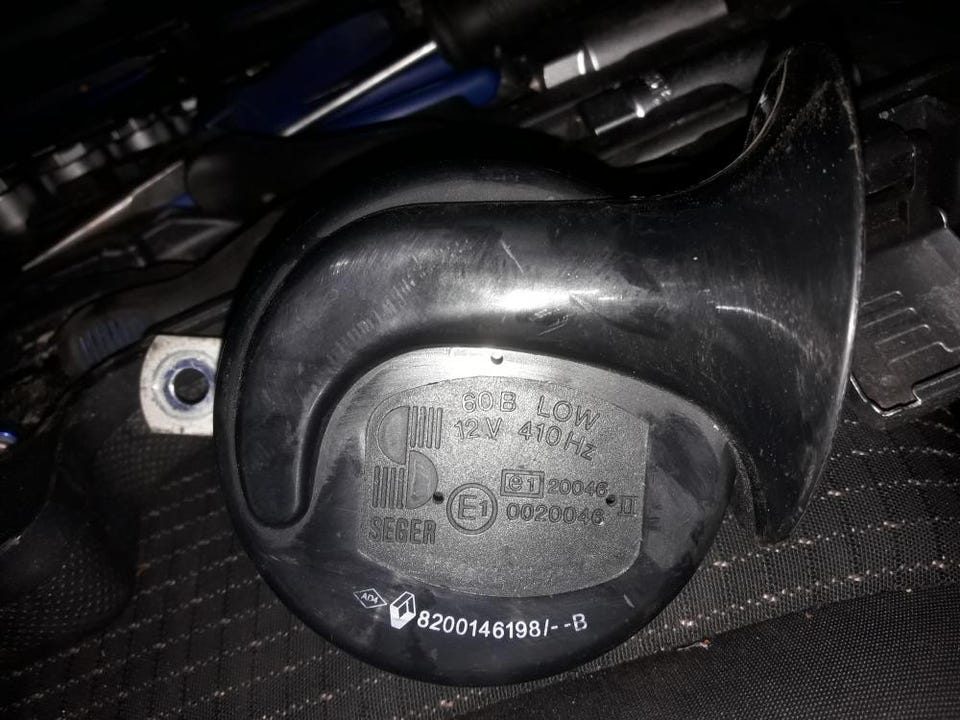 60B LOW
12V 410Hz
e1 20046
E1 0020046 II
SEGER
8200146198/--B